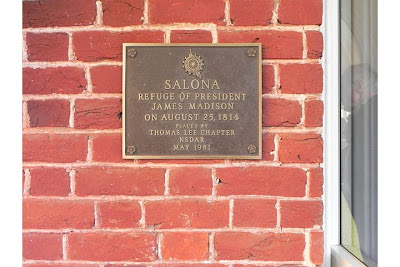 SALONA
REFUGE OF PRESIDENT
JAMES MADISON
ON AUGUST 25, 1814
PLACED BY
THOMAS LEE CHAPTER
NSDAR
MAY 1981